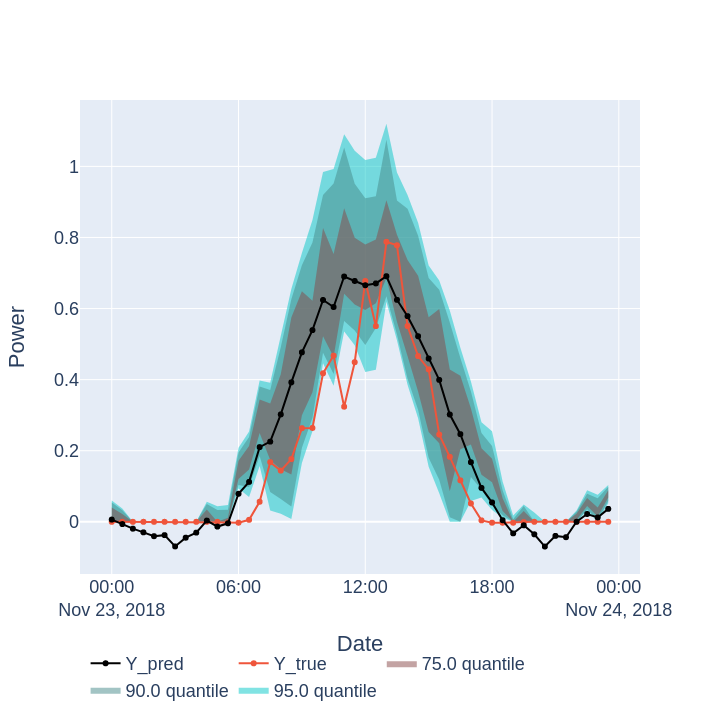 1
0.8
0.6
0.4
0.2
0
Power
00:00 06:00 12:00 18:00 00:00
Nov 23, 2018 Nov 24, 2018
Date
Y_pred Y_true 75.0 quantile
90.0 quantile 95.0 quantile